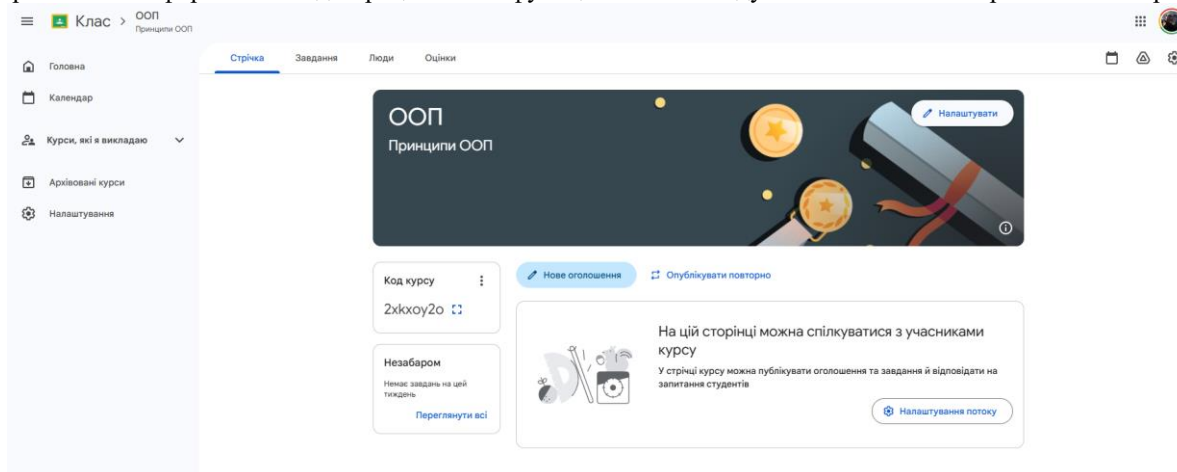 Клас > ООП
Принципи ООП
Стрічка Завдання Люди Оцінки
Головна
Календар
Курси, які я викладаю
Архівовані курси
Налаштування
ООП
Принципи ООП
Налаштувати
Код курсу
2xkxoy2o
Нове оголошення
Опублікувати повторно
На цій сторінці можна спілкуватися з учасниками
курсу
У стрічці курсу можна публікувати оголошення та завдання й відповідати на
запитання студентів
Налаштування потоку
Незабаром
Немає завдань на цей
тиждень
Переглянути всі